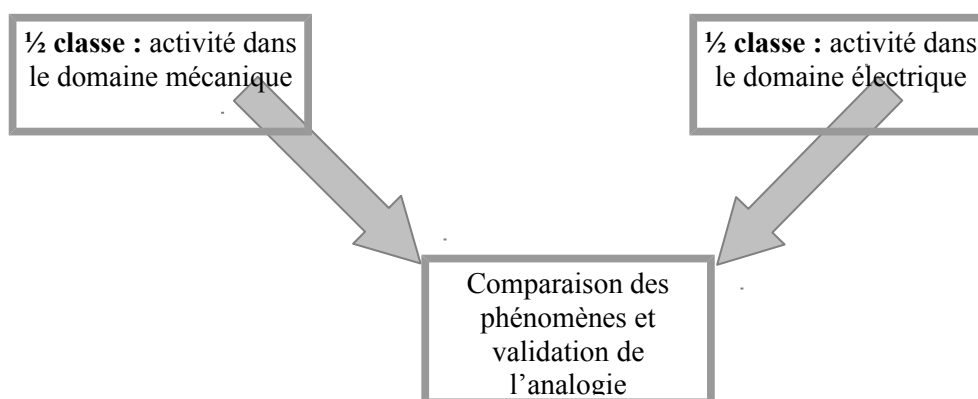 ½ classe : activité dans
le domaine mécanique
½ classe : activité dans
le domaine électrique
Comparaison des
phénomènes et
validation de
l’analogie